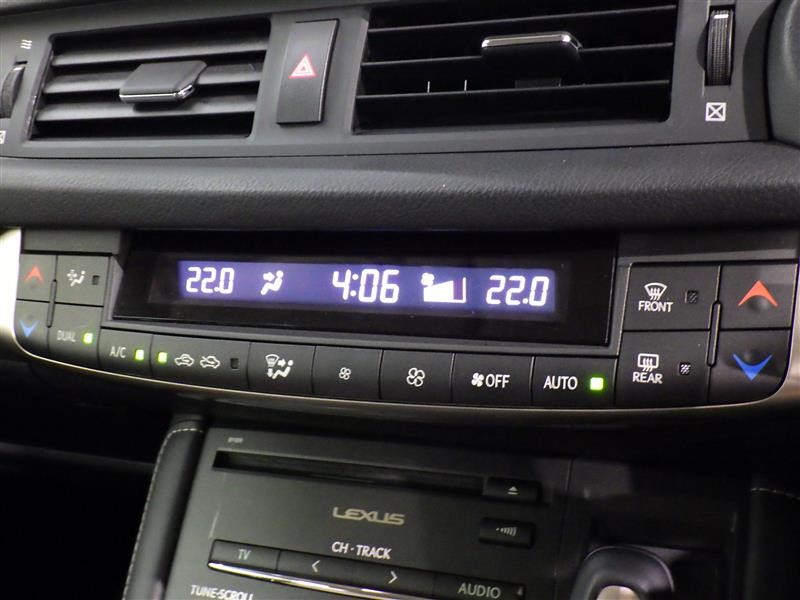 22.0 4:06 22.0
FRONT
DUAL A/C OFF AUTO REAR
LEXUS
CH·TRACK
TV AUDIO
TUNE·SCROLL